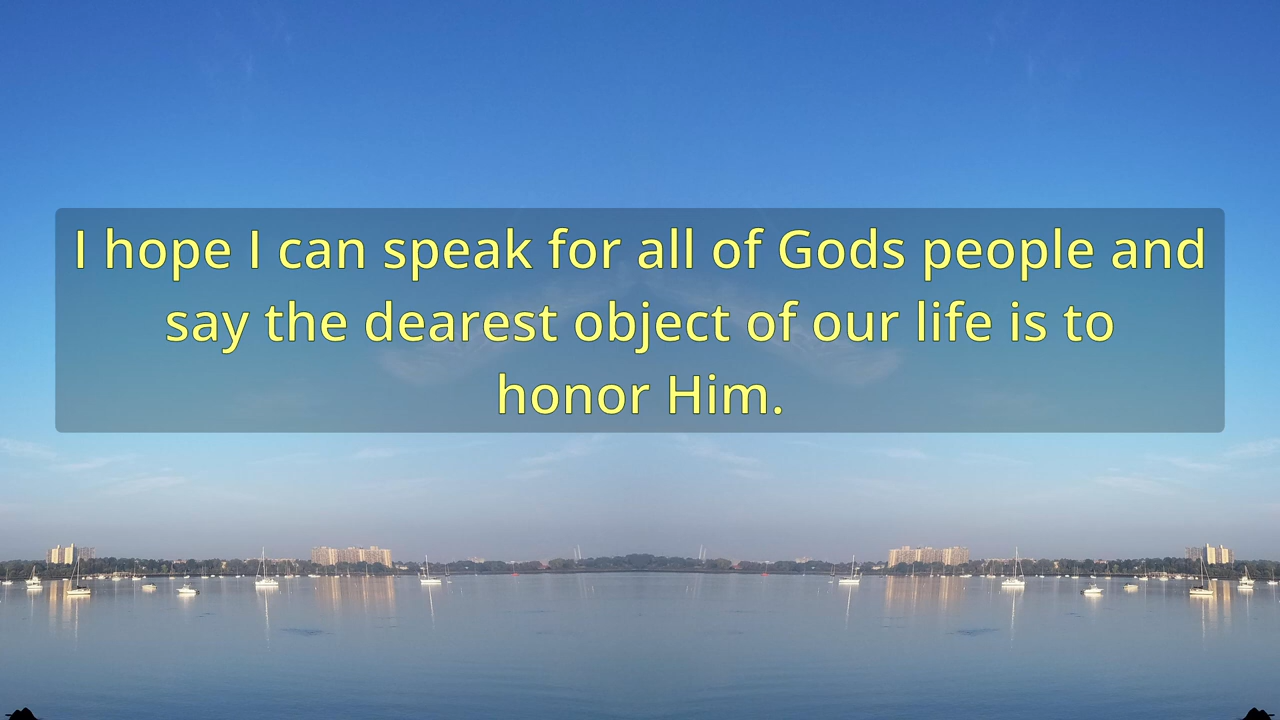 I hope I can speak for all of Gods people and
say the dearest object of our life is to
honor Him.